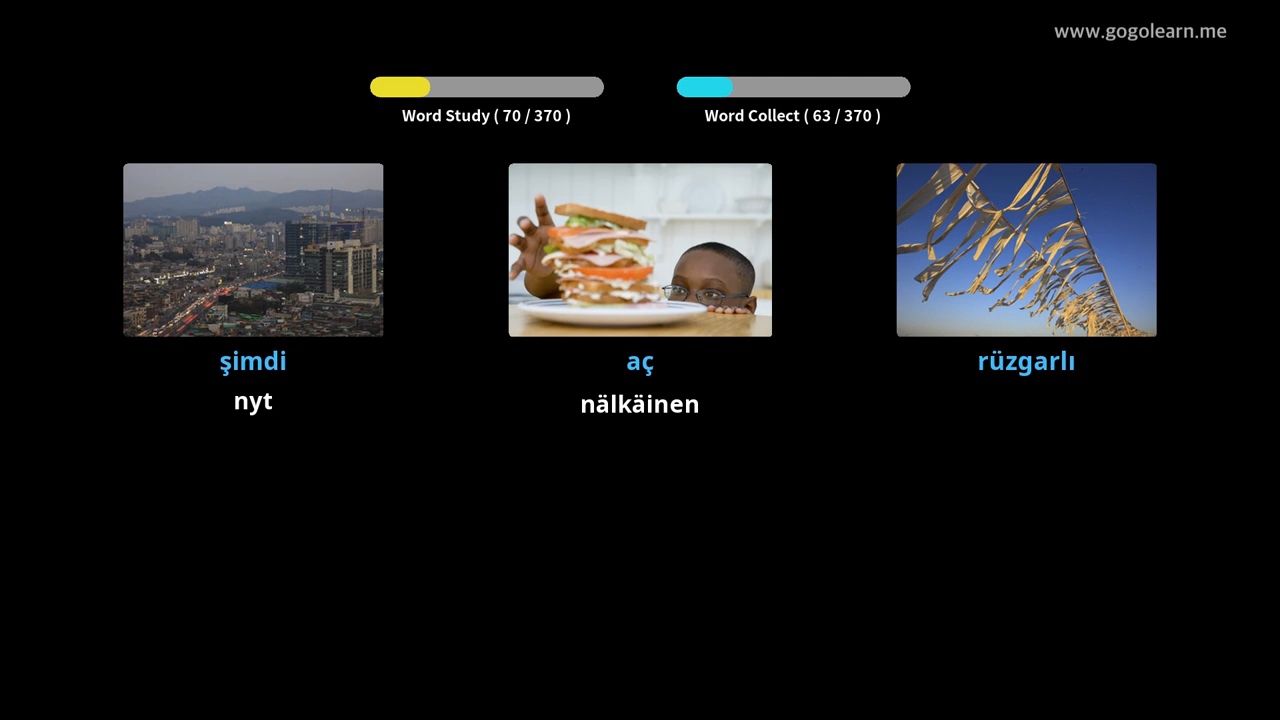 www.gogolearn.me
Word Study ( 70 / 370 )
Word Collect ( 63 / 370 )
şimdi
nyt
aç
nälkäinen
rüzgarlı